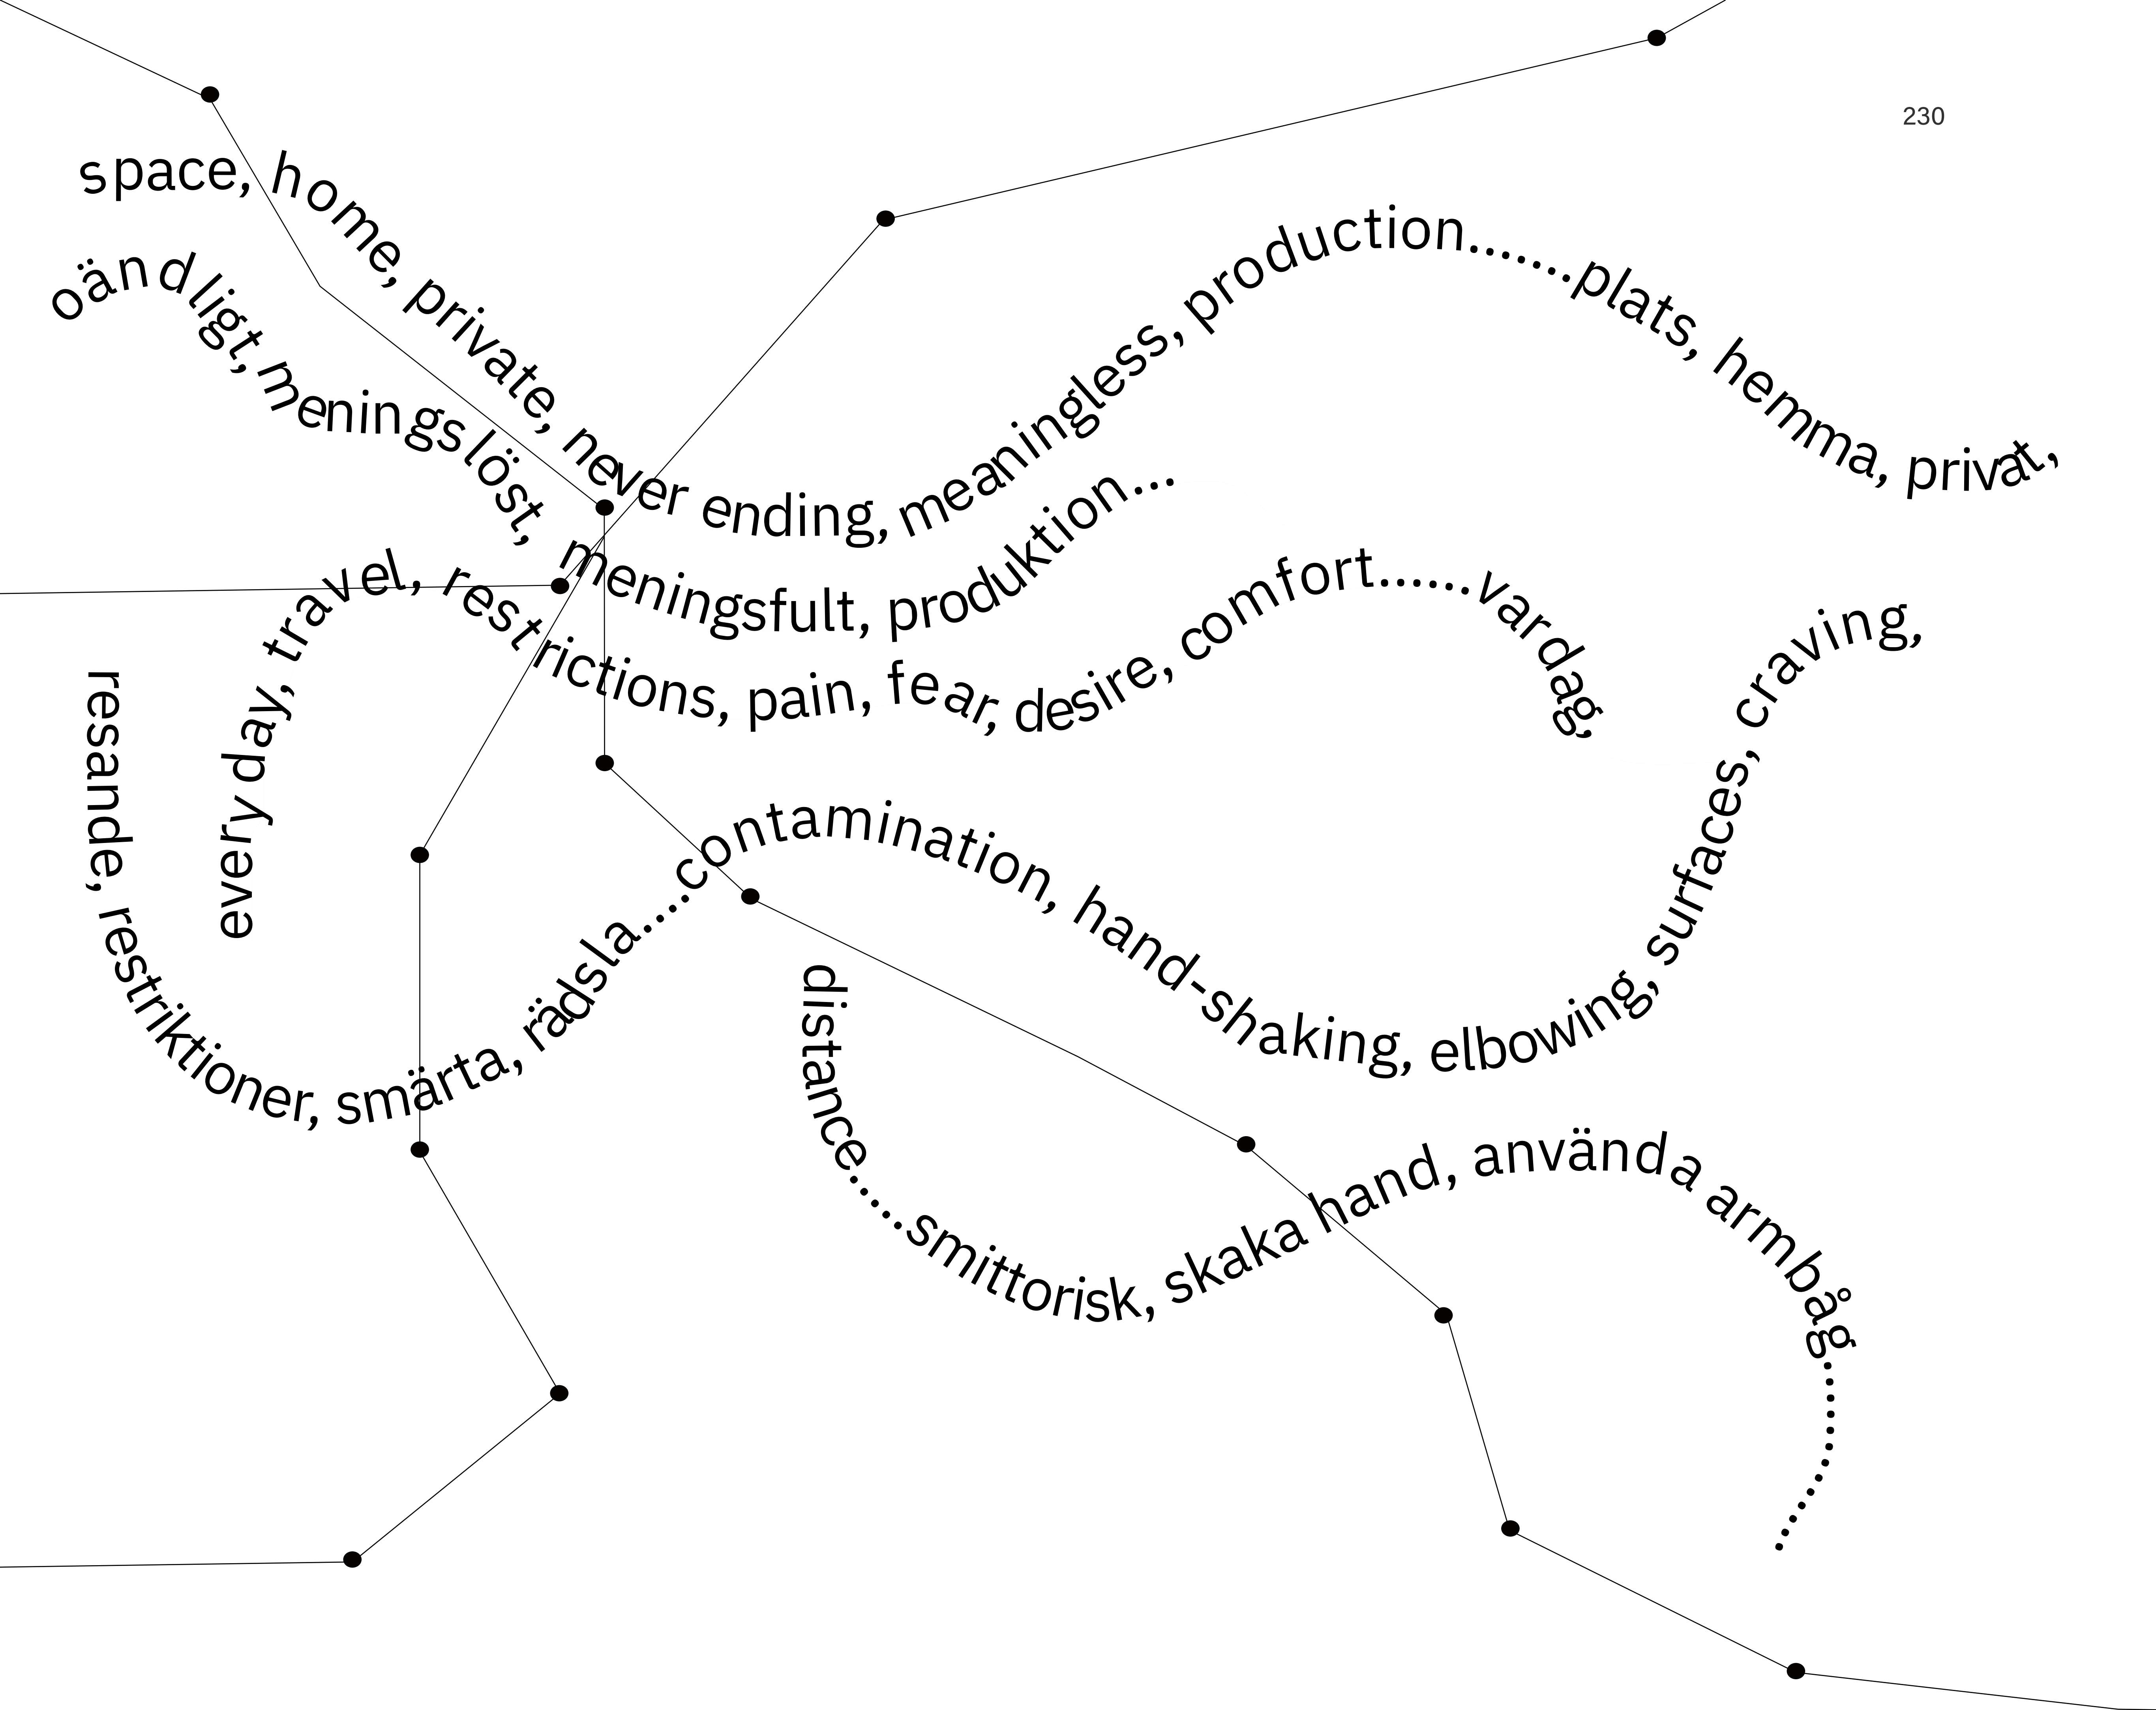 230
space, home, private, never ending, meaningless, production.......plats, hemma, privat,
oändligt, meningslöst, meningsfullt, produktion...
every day, travel, restrictions, pain, fear, desire, comfort......vardag,
resande, restriktioner, smärta, rädsla....contamination, hand-shaking, elbowing, surfaces, craving,
distance.....smittorisk, skaka hand, använda armbåg.............